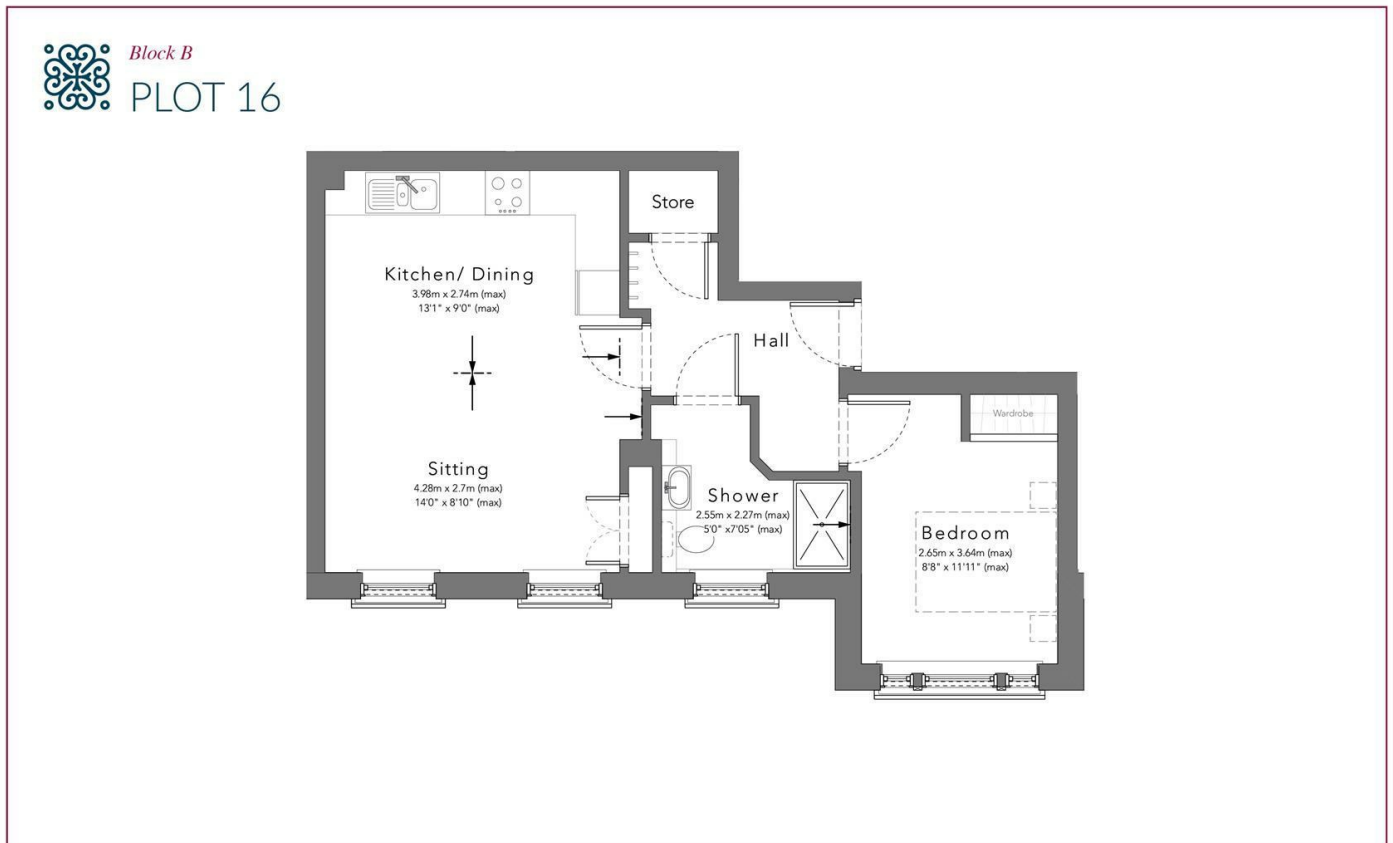 Block B
PLOT 16
Store
Kitchen/ Dining
3.98m x 2.74m (max)
13'1" x 9'0" (max)
Hall
Wardrobe
Sitting
4.28m x 2.7m (max)
14'0" x 8'10" (max)
Shower
2.55m x 2.27m (max)
5'0" x7'05" (max)
Bedroom
2.65m x 3.64m (max)
8'8" x 11'11" (max)